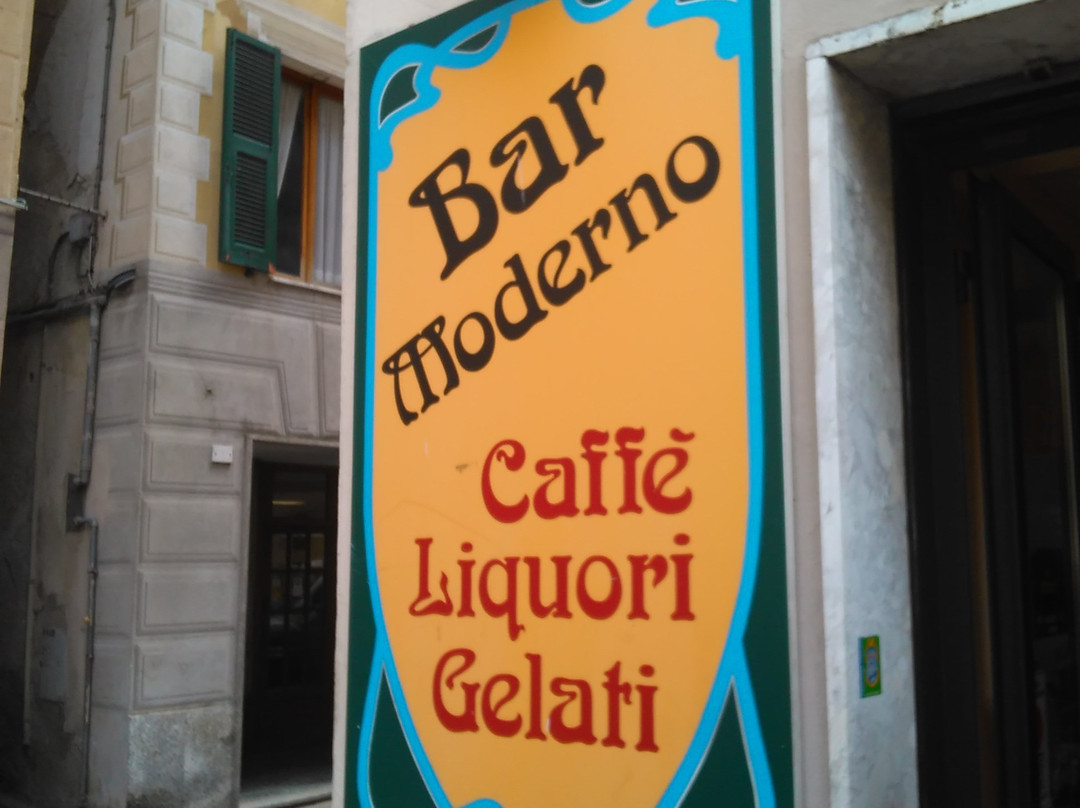 Bar
Moderno
Caffè
Liquori
Gelati